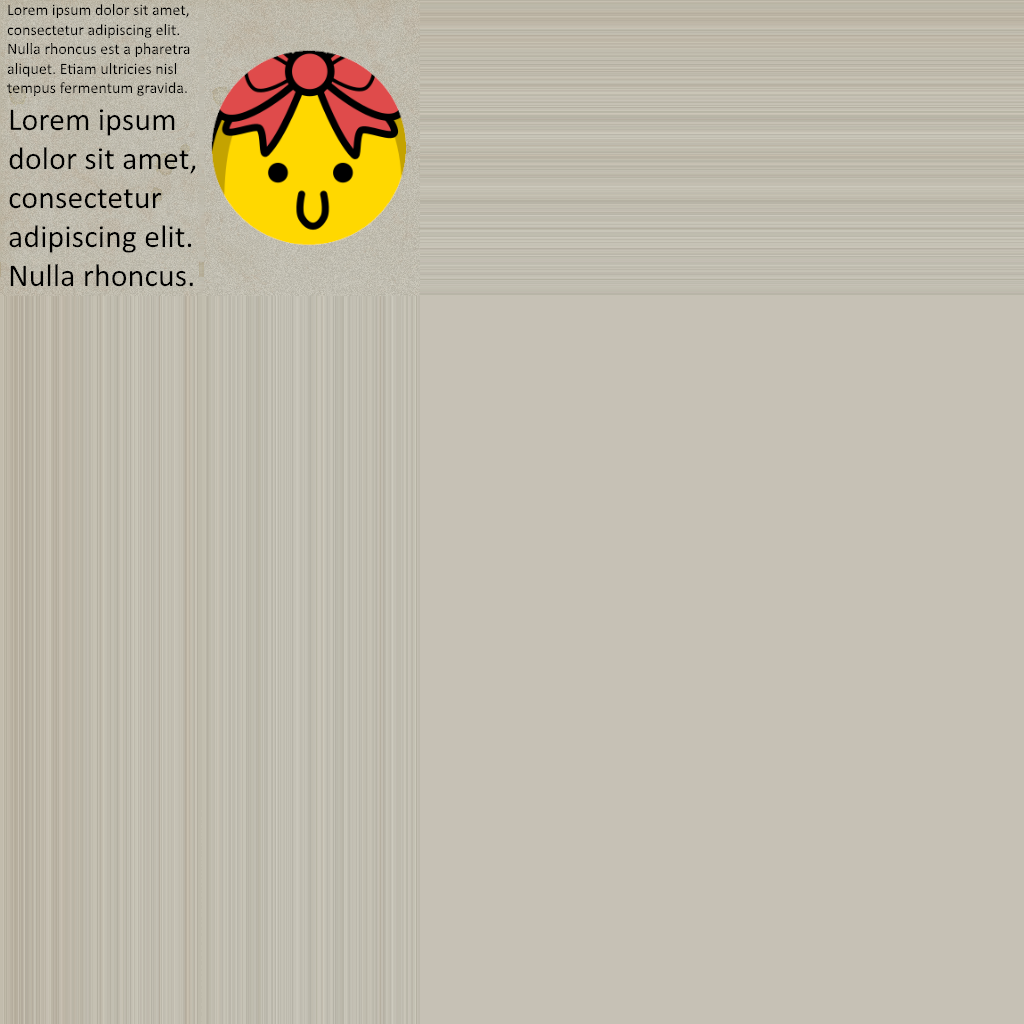 Lorem ipsum dolor sit amet,
consectetur adipiscing elit.
Nulla rhoncus est a pharetra
aliquet. Etiam ultricies nisl
tempus fermentum gravida.
Lorem ipsum
dolor sit amet,
consectetur
adipiscing elit.
Nulla rhoncus.